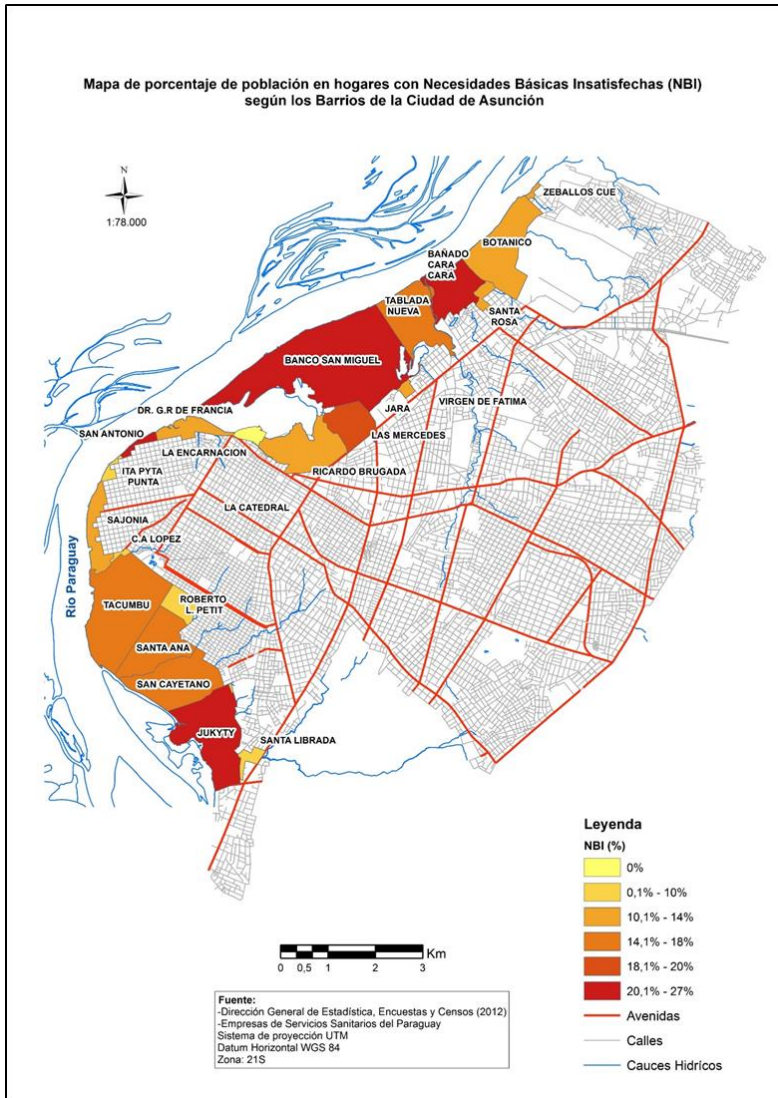 Mapa de porcentaje de población en hogares con Necesidades Básicas Insatisfechas (NBI)
según los Barrios de la Ciudad de Asunción
N
1:78.000
ZEBALLOS CUE
BOTANICO
BAÑADO
CARA
CARA
TABLADA
NUEVA
SANTA
ROSA
BANCO SAN MIGUEL
VIRGEN DE FATIMA
JARA
DR. G.R DE FRANCIA
SAN ANTONIO
LAS MERCEDES
LA ENCARNACION
RICARDO BRUGADA
ITA PYTA
PUNTA
LA CATEDRAL
SAJONIA
C.A LOPEZ
Rio Paraguay
TACUMBU
ROBERTO
L. PETIT
SANTA ANA
SAN CAYETANO
JUKYTY
SANTA LIBRADA
Leyenda
NBI (%)
0%
0,1% - 10%
10,1% - 14%
14,1% - 18%
18,1% - 20%
20,1% - 27%
Avenidas
Calles
Cauces Hidrícos
Km
0 0,5 1 2 3
Fuente:
-Dirección General de Estadística, Encuestas y Censos (2012)
-Empresas de Servicios Sanitarios del Paraguay
Sistema de proyección UTM
Datum Horizontal WGS 84
Zona: 21S